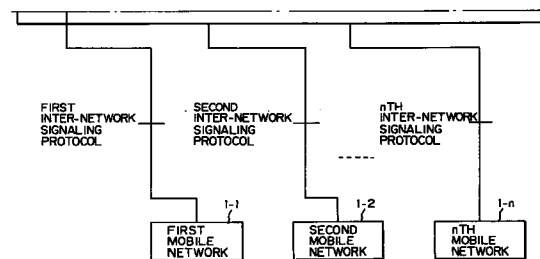 FIRST
INTER-NETWORK
SIGNALING
PROTOCOL
SECOND
INTER-NETWORK
SIGNALING
PROTOCOL
nTH
INTER-NETWORK
SIGNALING
PROTOCOL
1-1
FIRST
MOBILE
NETWORK
1-2
SECOND
MOBILE
NETWORK
1-n
nTH
MOBILE
NETWORK